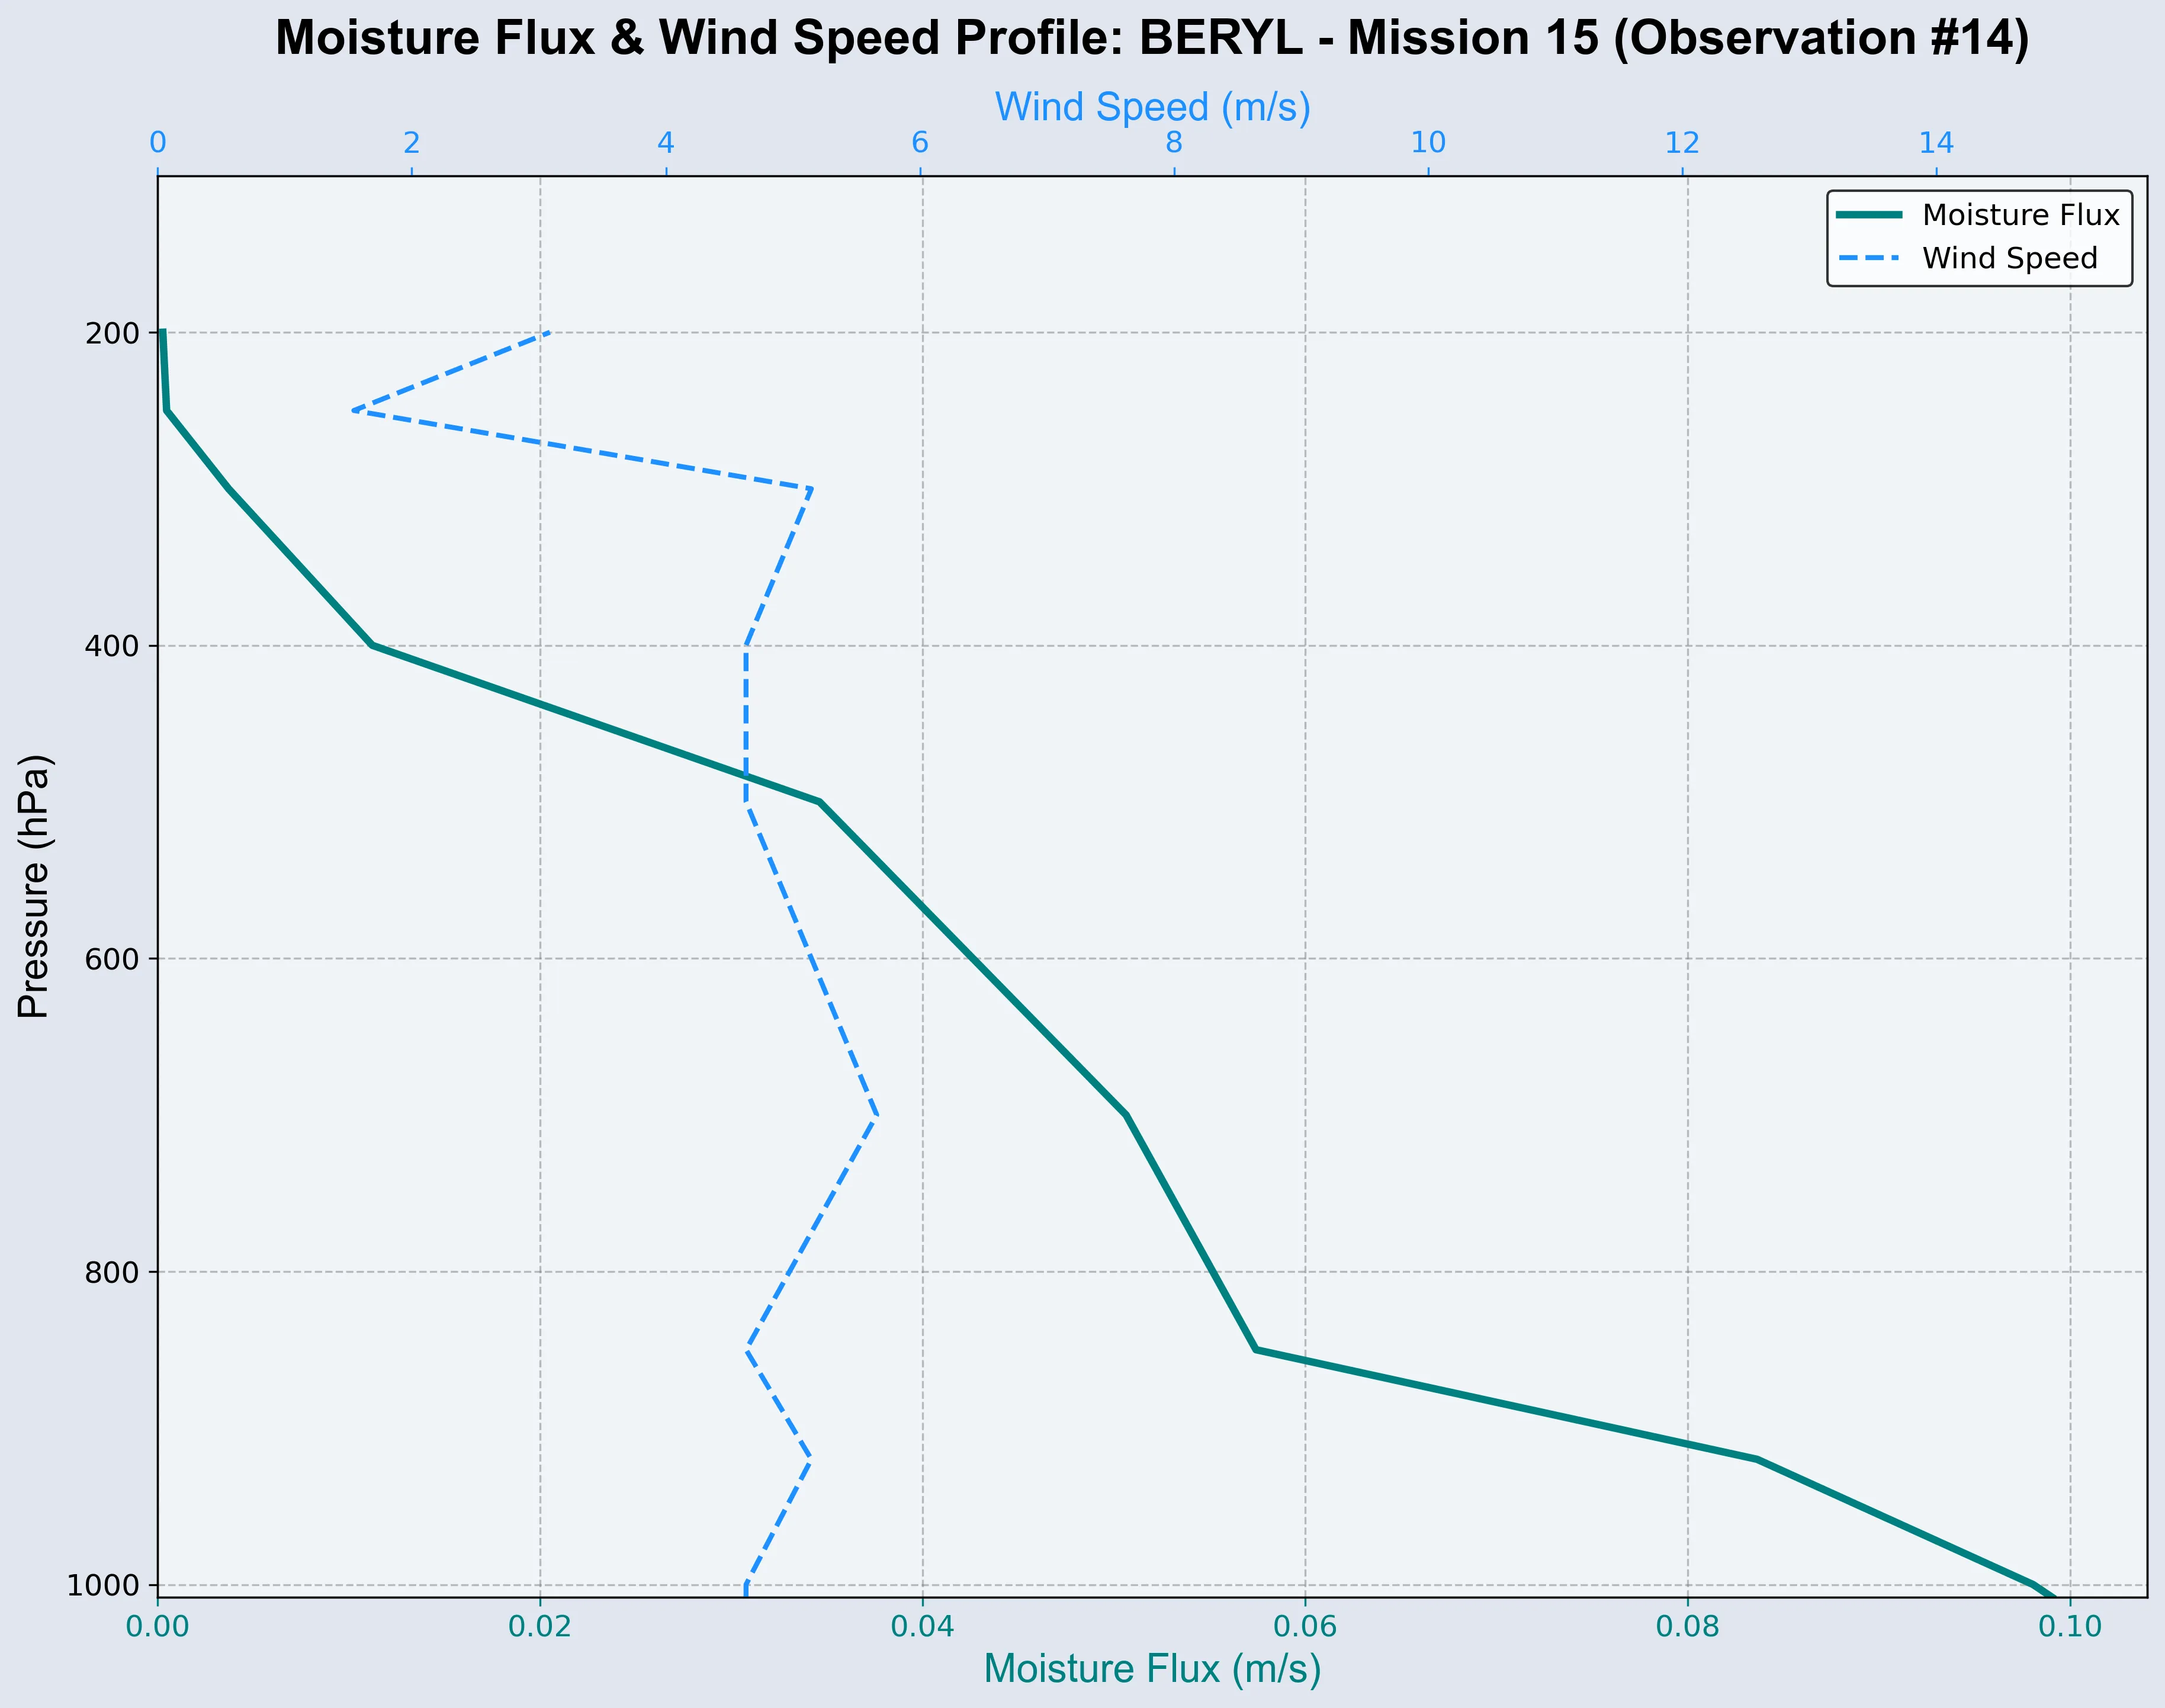 Moisture Flux & Wind Speed Profile: BERYL - Mission 15 (Observation #14)
Wind Speed (m/s)
0 2 4 6 8 10 12 14
Moisture Flux
Wind Speed
200
400
600
800
1000
Pressure (hPa)
0.00 0.02 0.04 0.06 0.08 0.10
Moisture Flux (m/s)